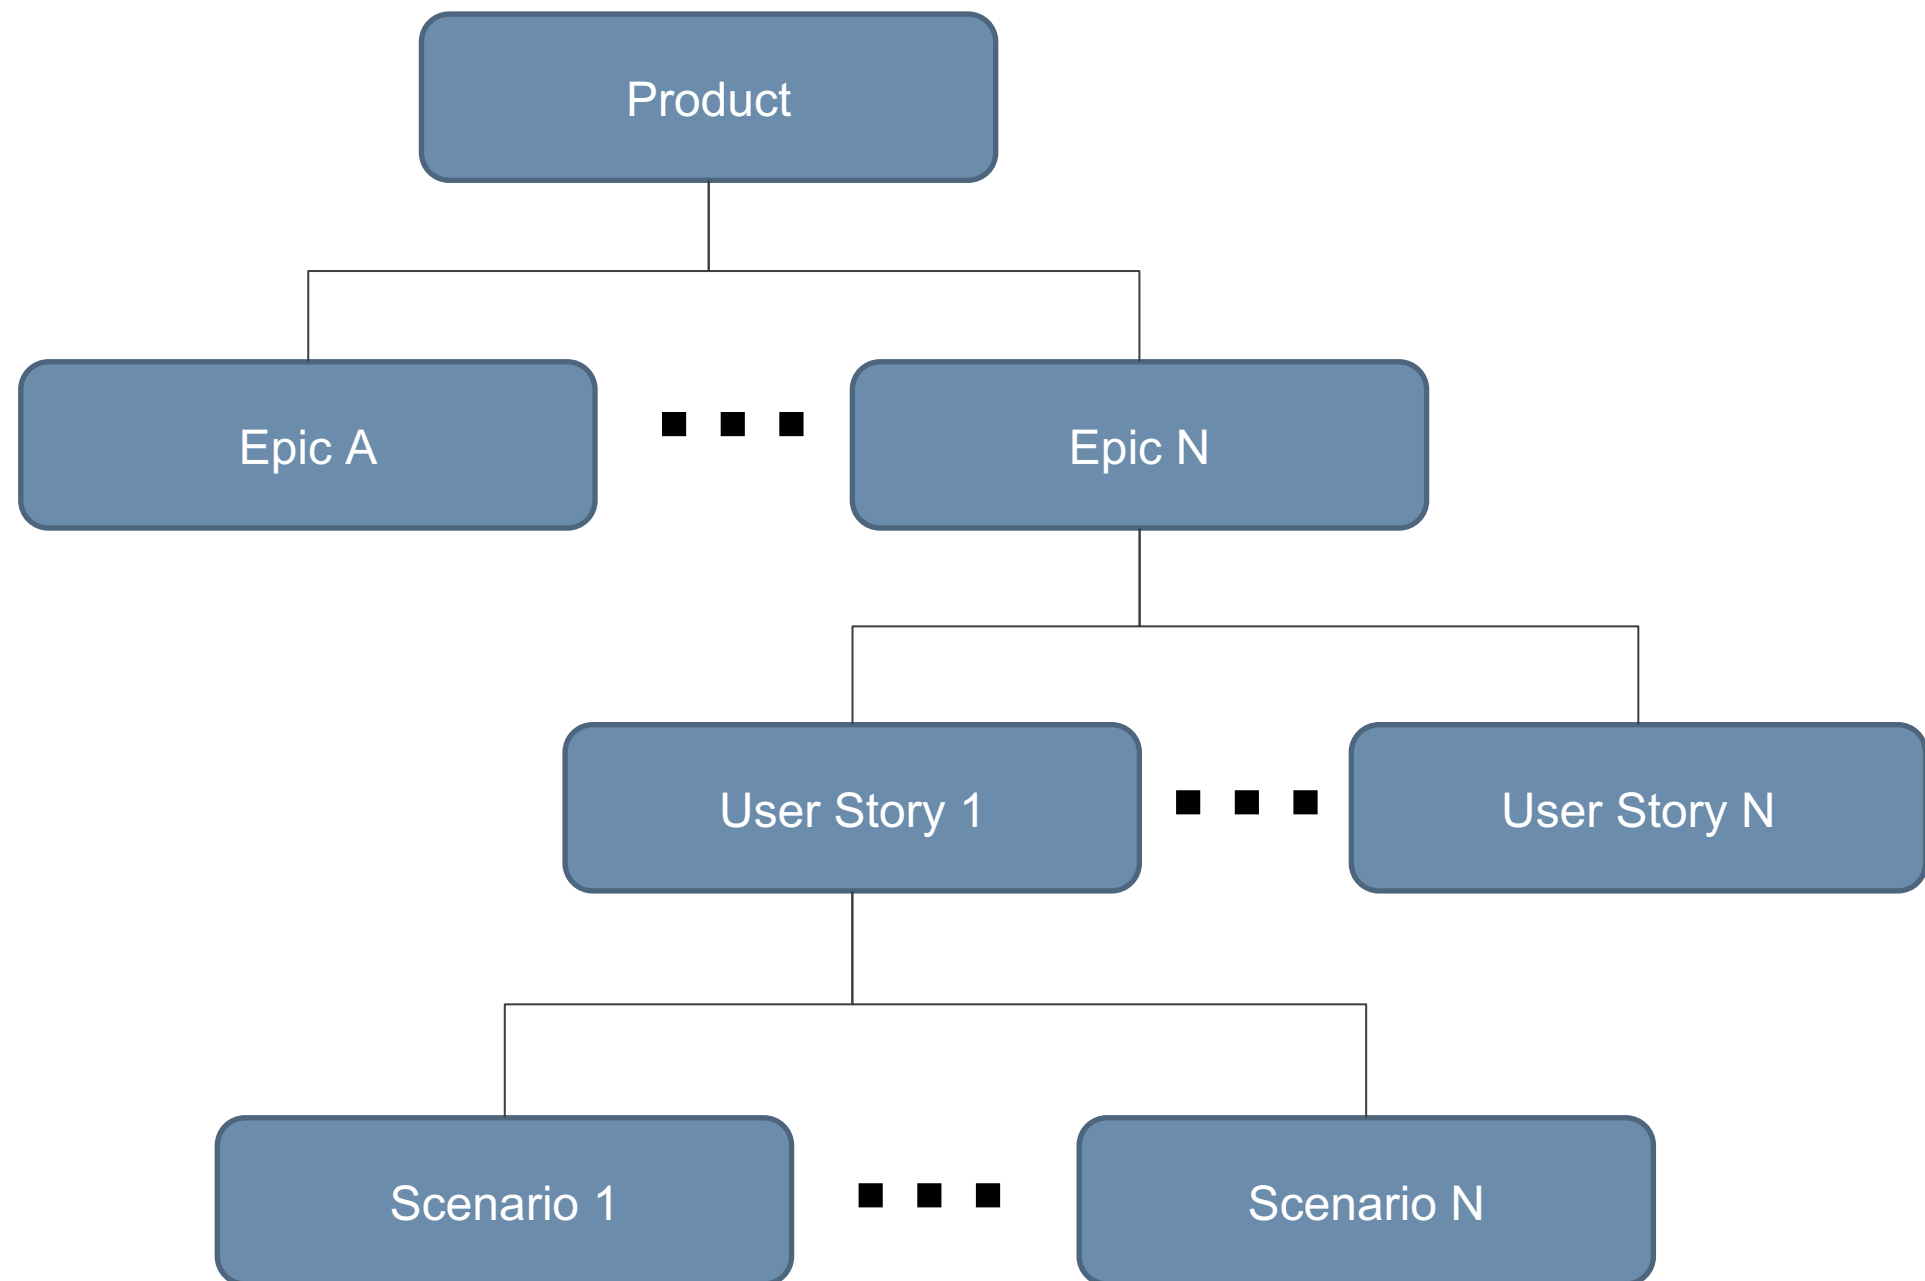 Product
Epic A
Epic N
User Story 1
User Story N
Scenario 1
Scenario N